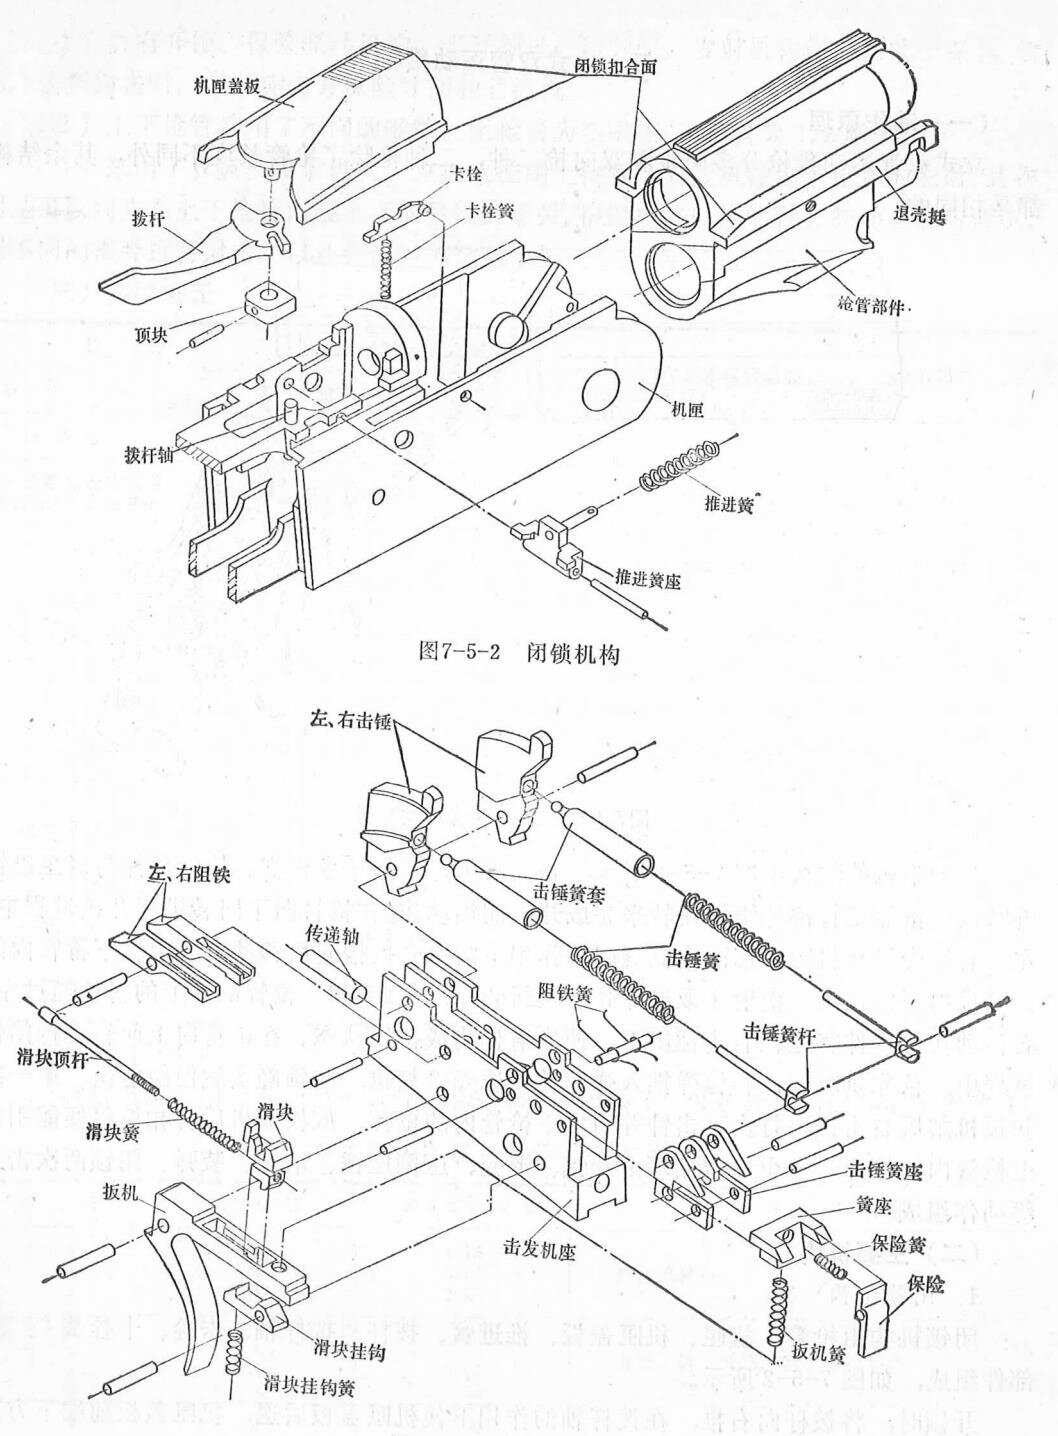 闭锁扣合面
机匣盖板
卡栓
卡栓簧
拨杆
退壳挺
枪管部件
顶块
机匣
拨杆轴
推进簧
推进簧座
图7-5-2 闭锁机构
左、右击锤
左、右阻铁
击锤簧套
传递轴
击锤簧
阻铁簧
击锤簧杆
滑块顶杆
滑块
滑块簧
击锤簧座
扳机
簧座
击发机座
保险簧
保险
滑块挂钩
扳机簧
滑块挂钩簧